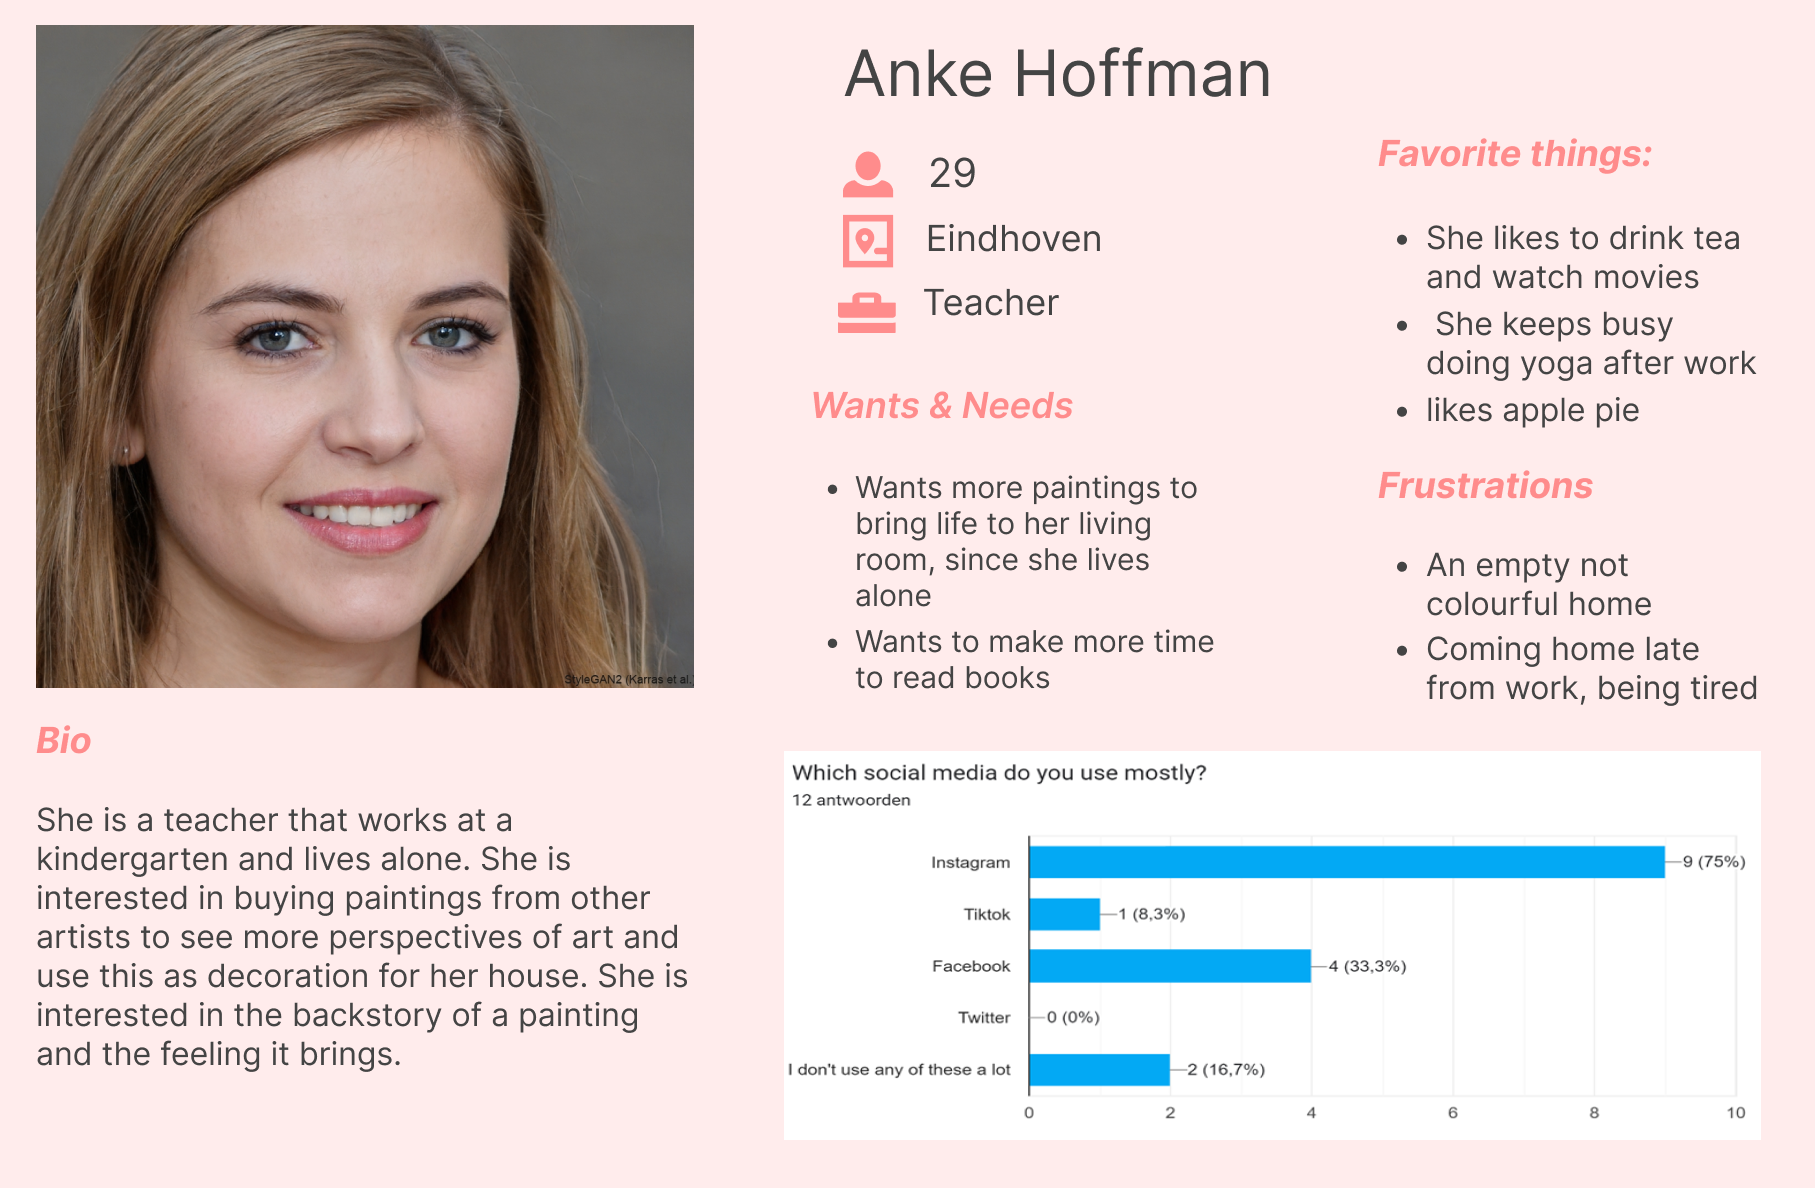 Anke Hoffman
29
Eindhoven
Teacher
Favorite things:
• She likes to drink tea
and watch movies
• She keeps busy
doing yoga after work
• likes apple pie
Wants & Needs
• Wants more paintings to
bring life to her living
room, since she lives
alone
• Wants to make more time
to read books
Frustrations
• An empty not
colourful home
• Coming home late
from work, being tired
StyleGAN2 (Karras et al.
Bio
She is a teacher that works at a
kindergarten and lives alone. She is
interested in buying paintings from other
artists to see more perspectives of art and
use this as decoration for her house. She is
interested in the backstory of a painting
and the feeling it brings.
Which social media do you use mostly?
12 antwoorden
Instagram 9 (75%)
Tiktok 1 (8,3%)
Facebook 4 (33,3%)
Twitter 0 (0%)
I don't use any of these a lot 2 (16,7%)
0 2 4 6 8 10